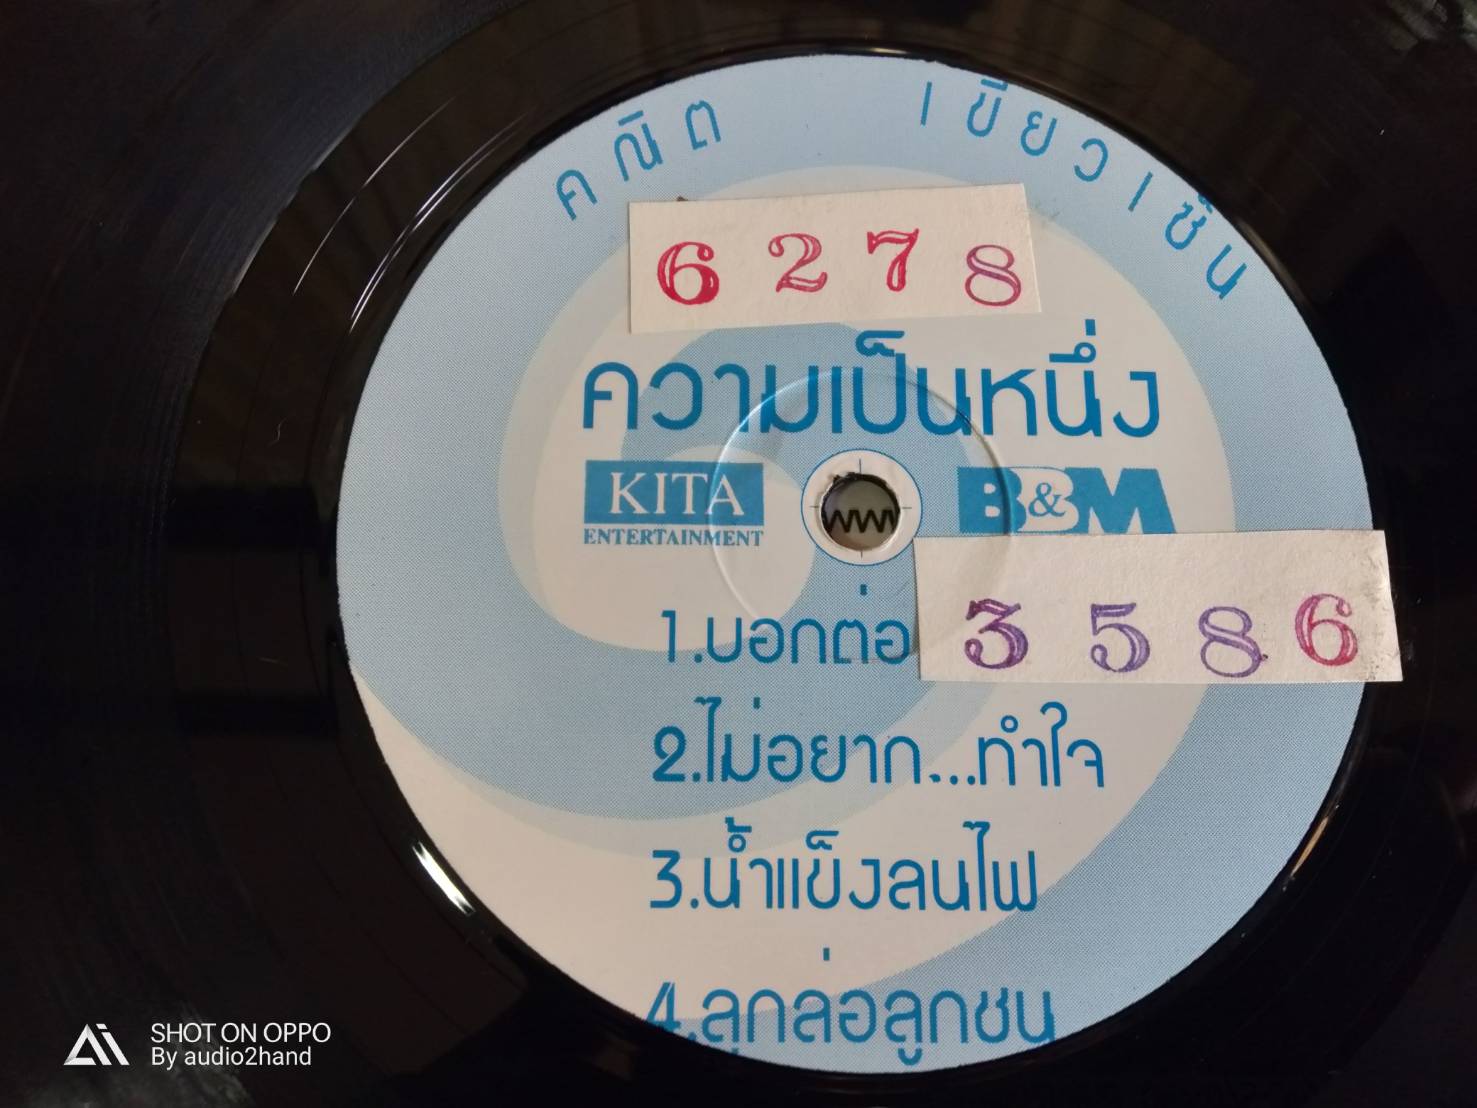 คณิต เขียวเซ็น
6278
ความเป็นหนึ่ง
KITA
ENTERTAINMENT
B&BM
3586
1.บอกต่อ
2.ไม่อยาก...ทำใจ
3.น้ำแข็งลนไฟ
4.ลูกล่อลูกชน
SHOT ON OPPO
By audio2hand